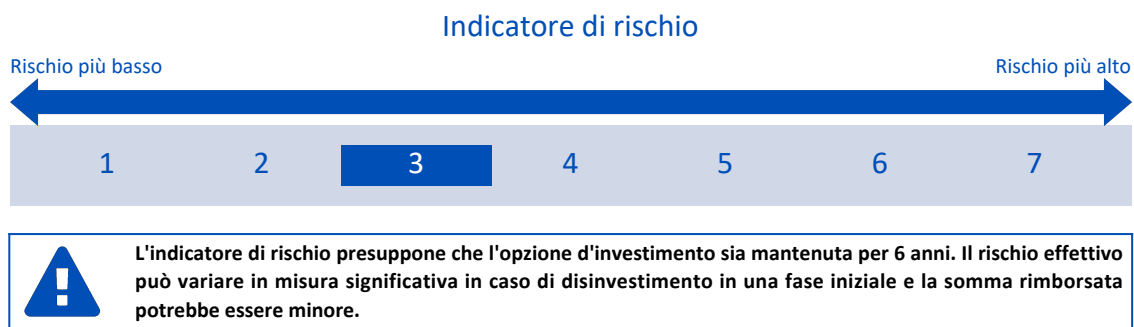 Indicatore di rischio
Rischio più basso Rischio più alto
1 2 3 4 5 6 7
L'indicatore di rischio presuppone che l'opzione d'investimento sia mantenuta per 6 anni. Il rischio effettivo
può variare in misura significativa in caso di disinvestimento in una fase iniziale e la somma rimborsata
potrebbe essere minore.